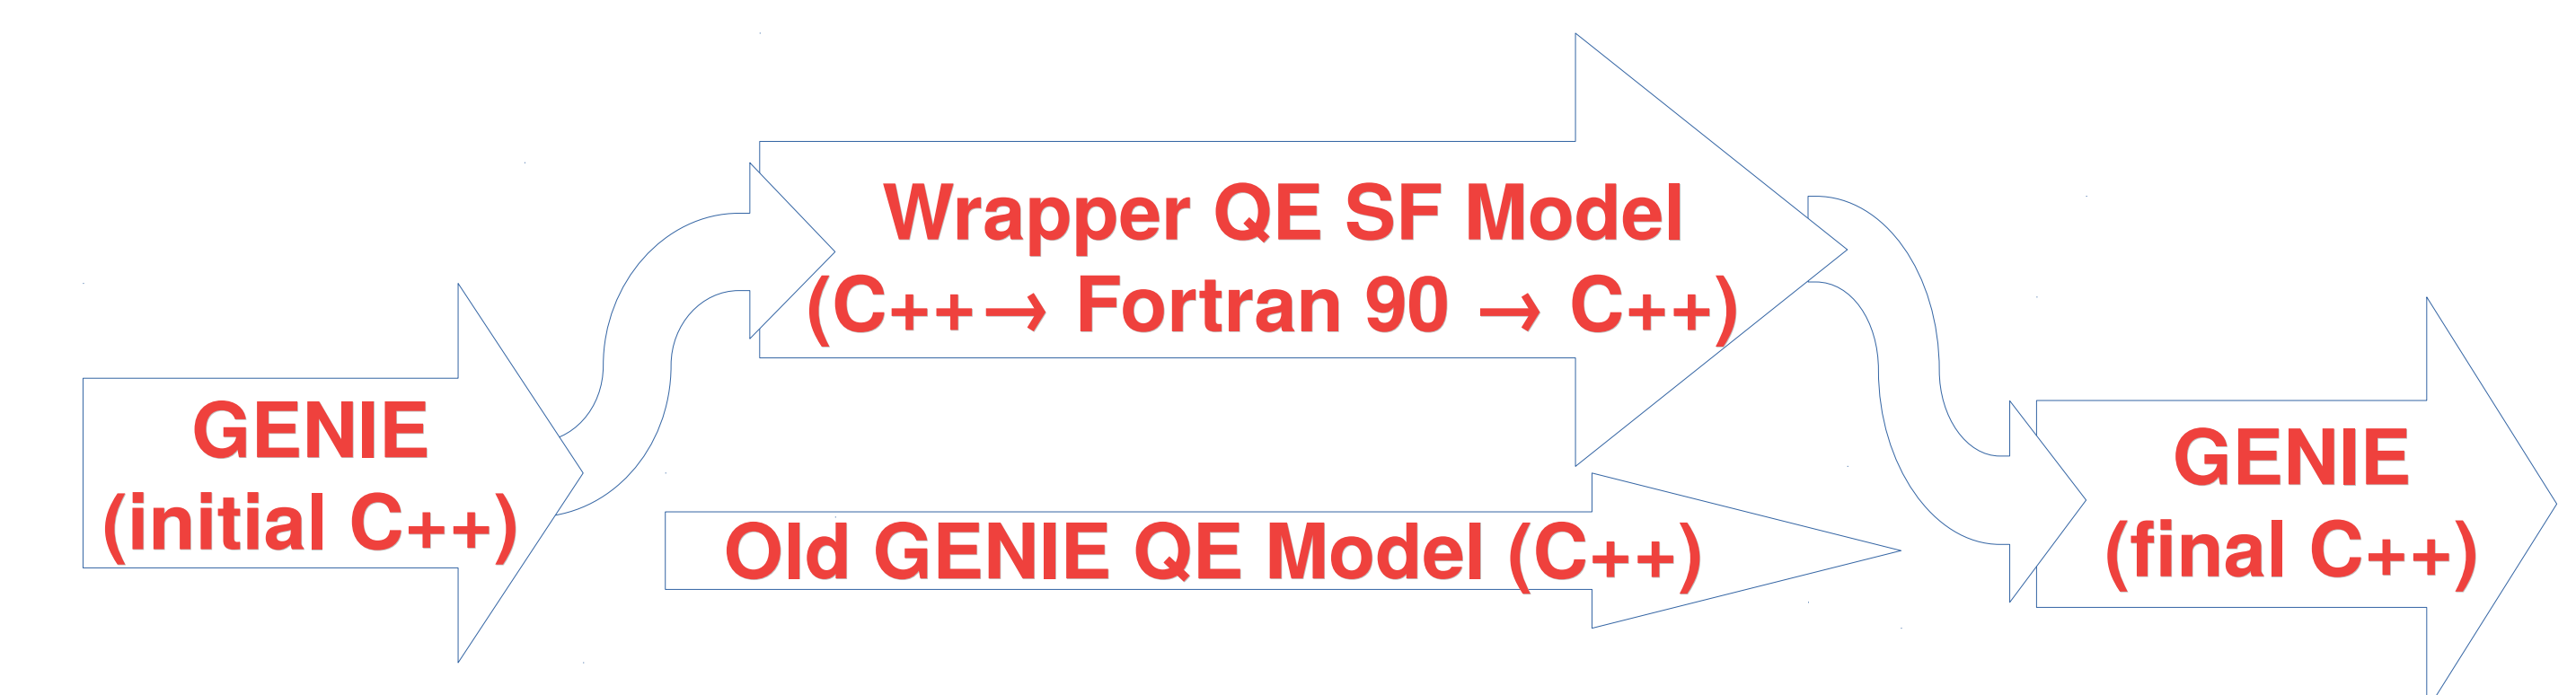 GENIE
(initial C++)
Wrapper QE SF Model
(C++→ Fortran 90 → C++)
Old GENIE QE Model (C++)
GENIE
(final C++)